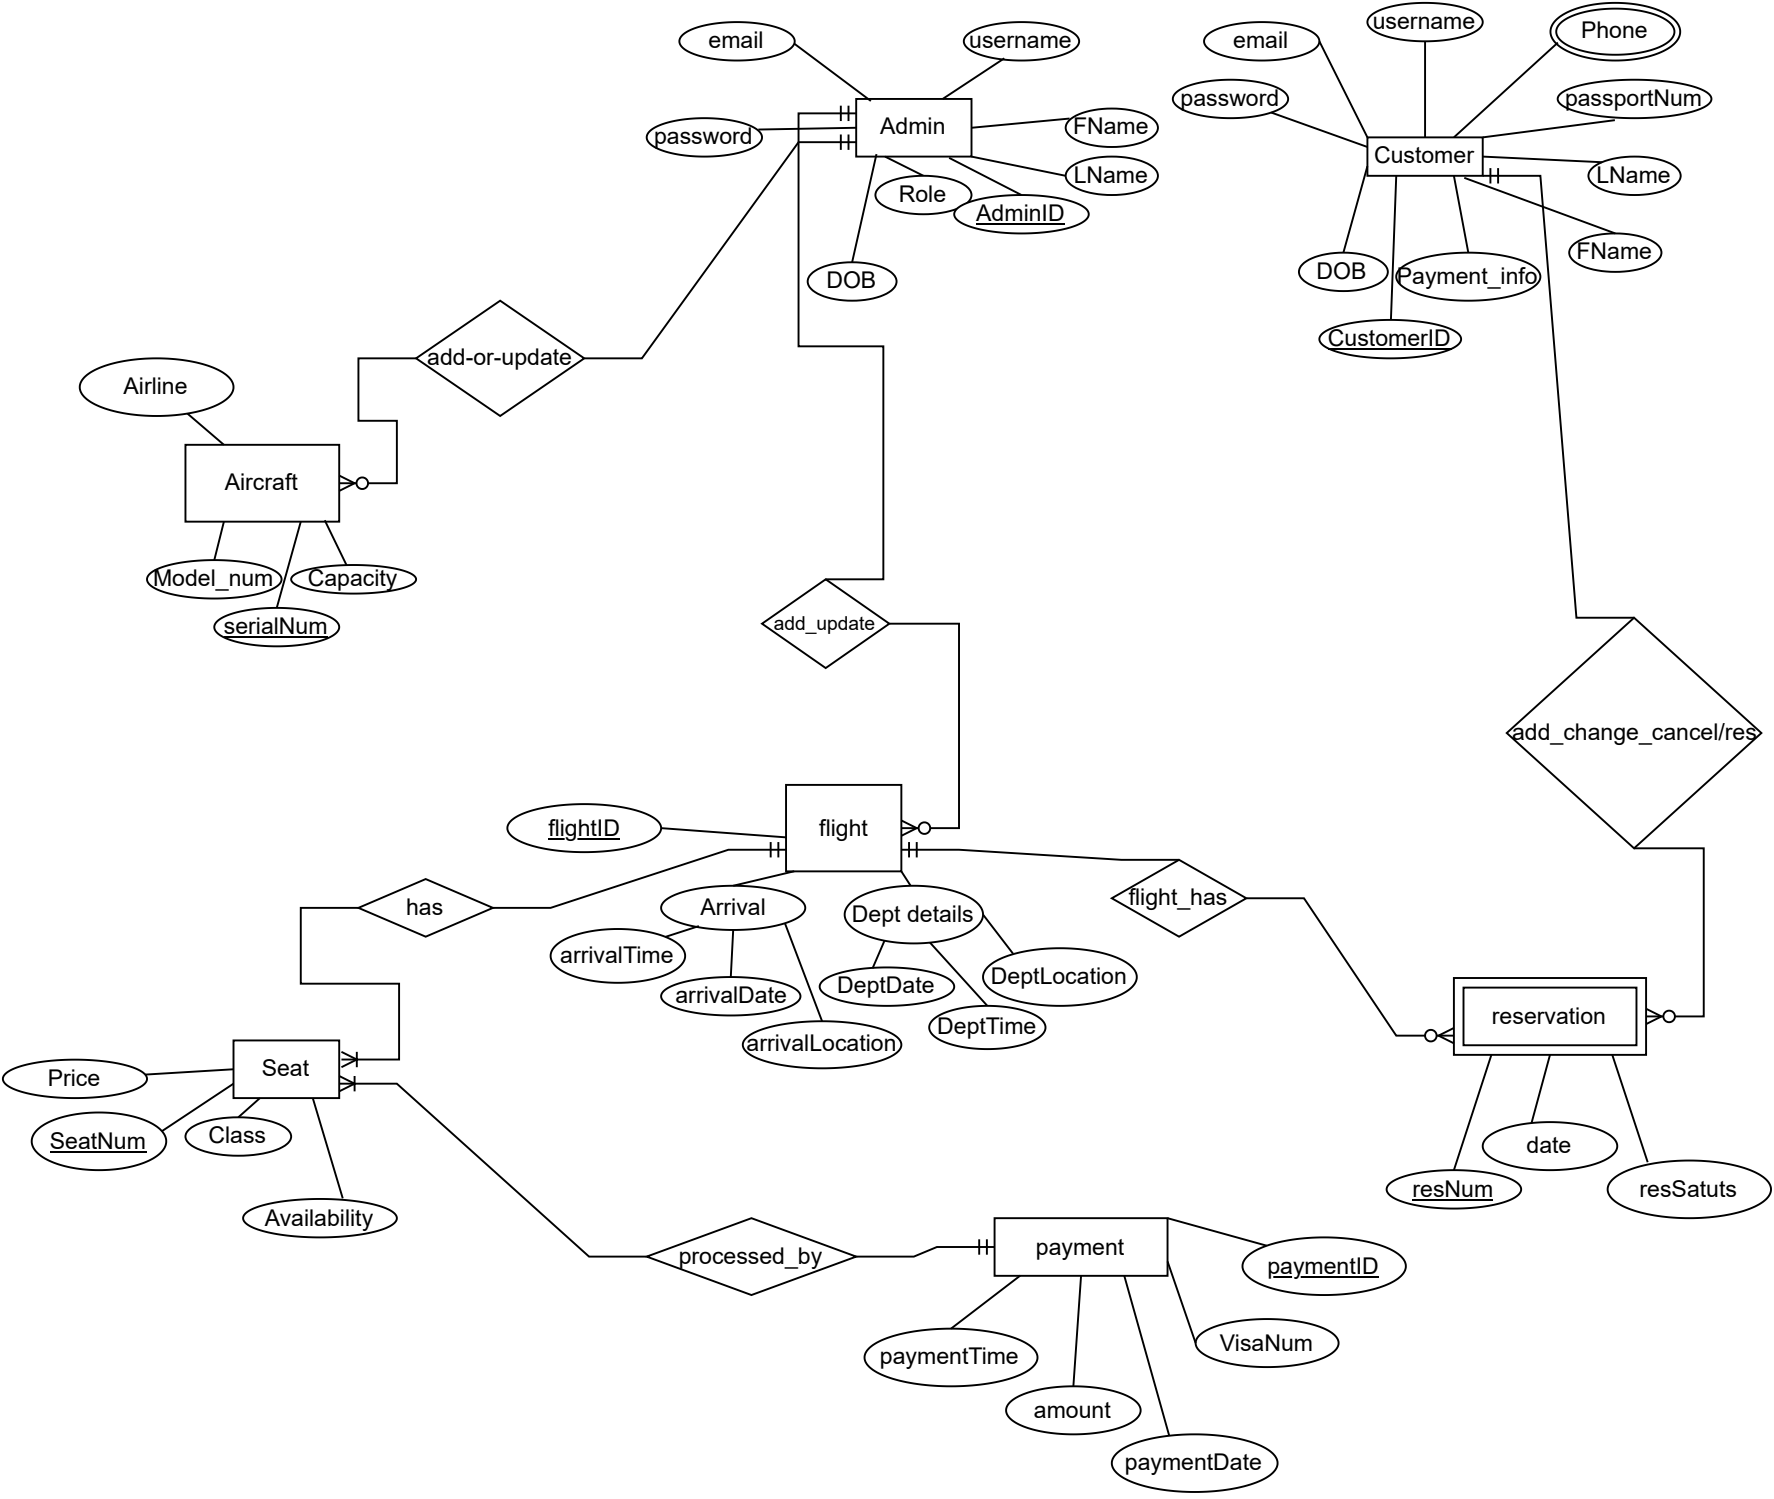 username
Phone
email
username
email
password
passportNum
Admin
FName
password
Customer
LName
LName
Role
AdminID
FName
DOB
DOB
Payment_info
CustomerID
add-or-update
Airline
Aircraft
Model_num
Capacity
serialNum
add_update
add_change_cancel/res
flightID
flight
has
Arrival
Dept details
flight_has
arrivalTime
arrivalDate
DeptDate
DeptLocation
DeptTime
arrivalLocation
reservation
Seat
Price
SeatNum
Class
Availability
date
resNum
resSatuts
processed_by
payment
paymentID
VisaNum
paymentTime
amount
paymentDate